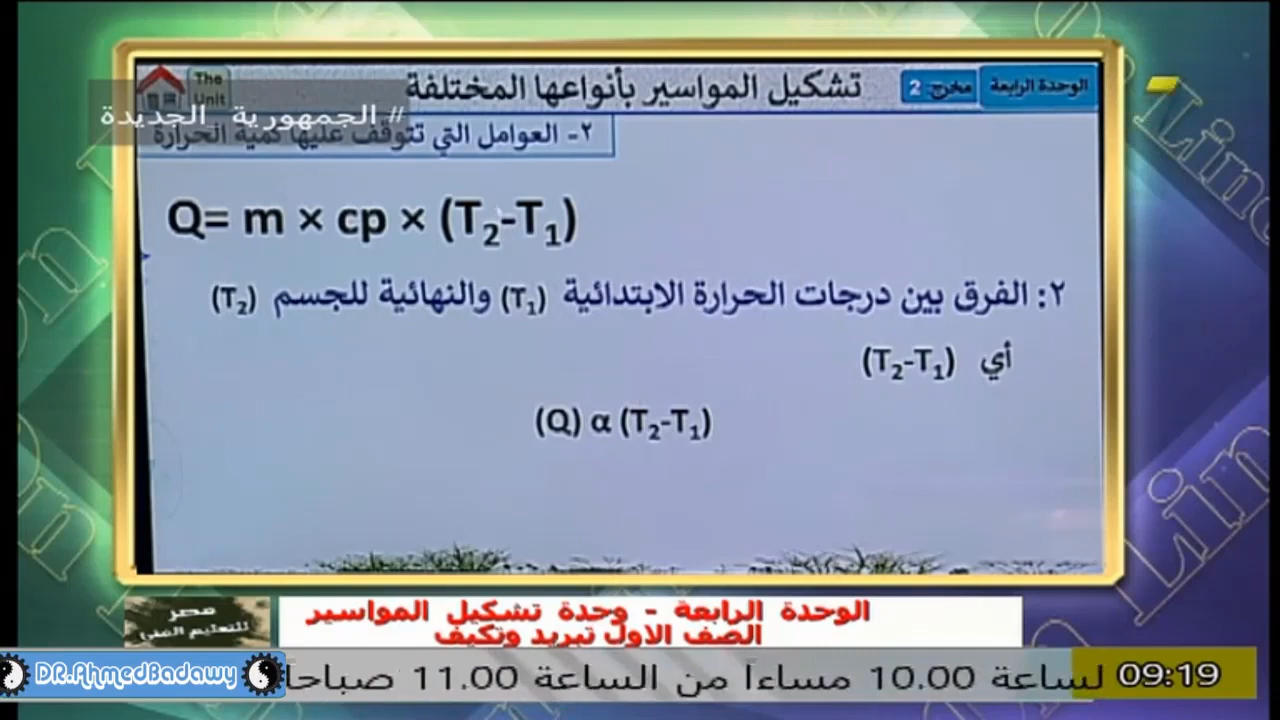 الوحدة الرابعة
مخرج 2
تشكيل المواسير بأنواعها المختلفة
The Unit
# الجمهورية الجديدة
٢- العوامل التي تتوقف عليها كمية الحرارة
Q= m × cp × (T₂-T₁)
٢: الفرق بين درجات الحرارة الابتدائية (T₁) والنهائية للجسم (T₂)
أي (T₂-T₁)
(Q) α (T₂-T₁)
الوحدة الرابعة - وحدة تشكيل المواسير
الصف الاول تبريد وتكيف
مصر
للتعليم الفني
DR.AhmedBadawy
لساعة 10.00 مساءا من الساعة 11.00 صباحا
09:19
Lin